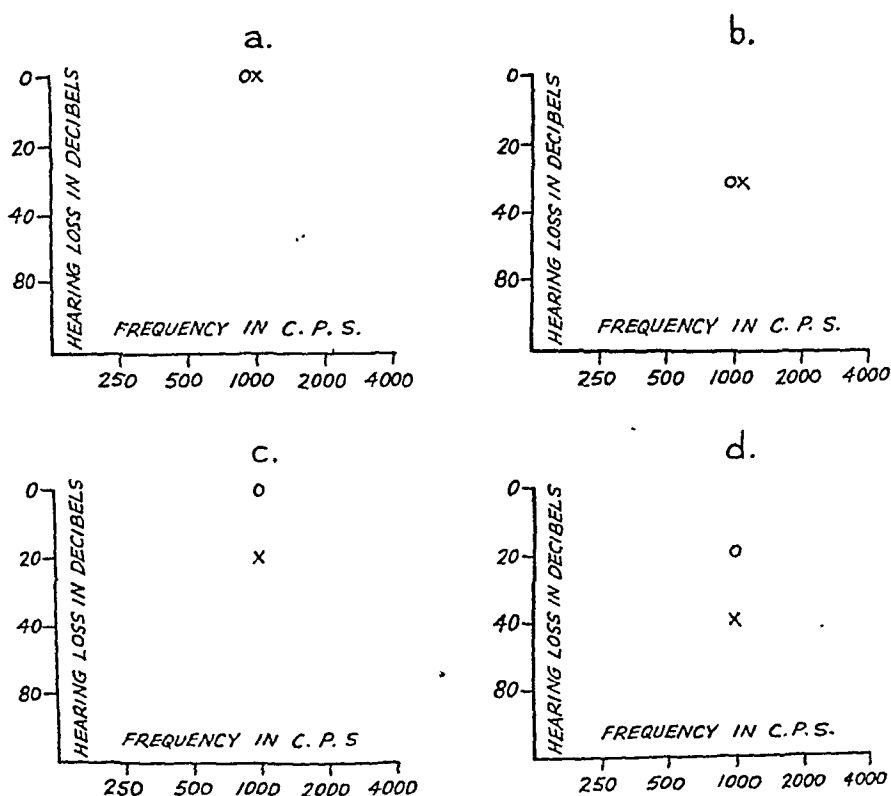 a.
0
20
40
80
HEARING LOSS IN DECIBELS
ox
FREQUENCY IN C. P. S.
250 500 1000 2000 4000
b.
0
20
40
80
HEARING LOSS IN DECIBELS
ox
FREQUENCY IN C. P. S.
250 500 1000 2000 4000
c.
0
20
40
80
HEARING LOSS IN DECIBELS
o
x
FREQUENCY IN C. P. S
250 500 1000 2000 4000
d.
0
20
40
80
HEARING LOSS IN DECIBELS
o
x
FREQUENCY IN C. P. S.
250 500 1000 2000 4000